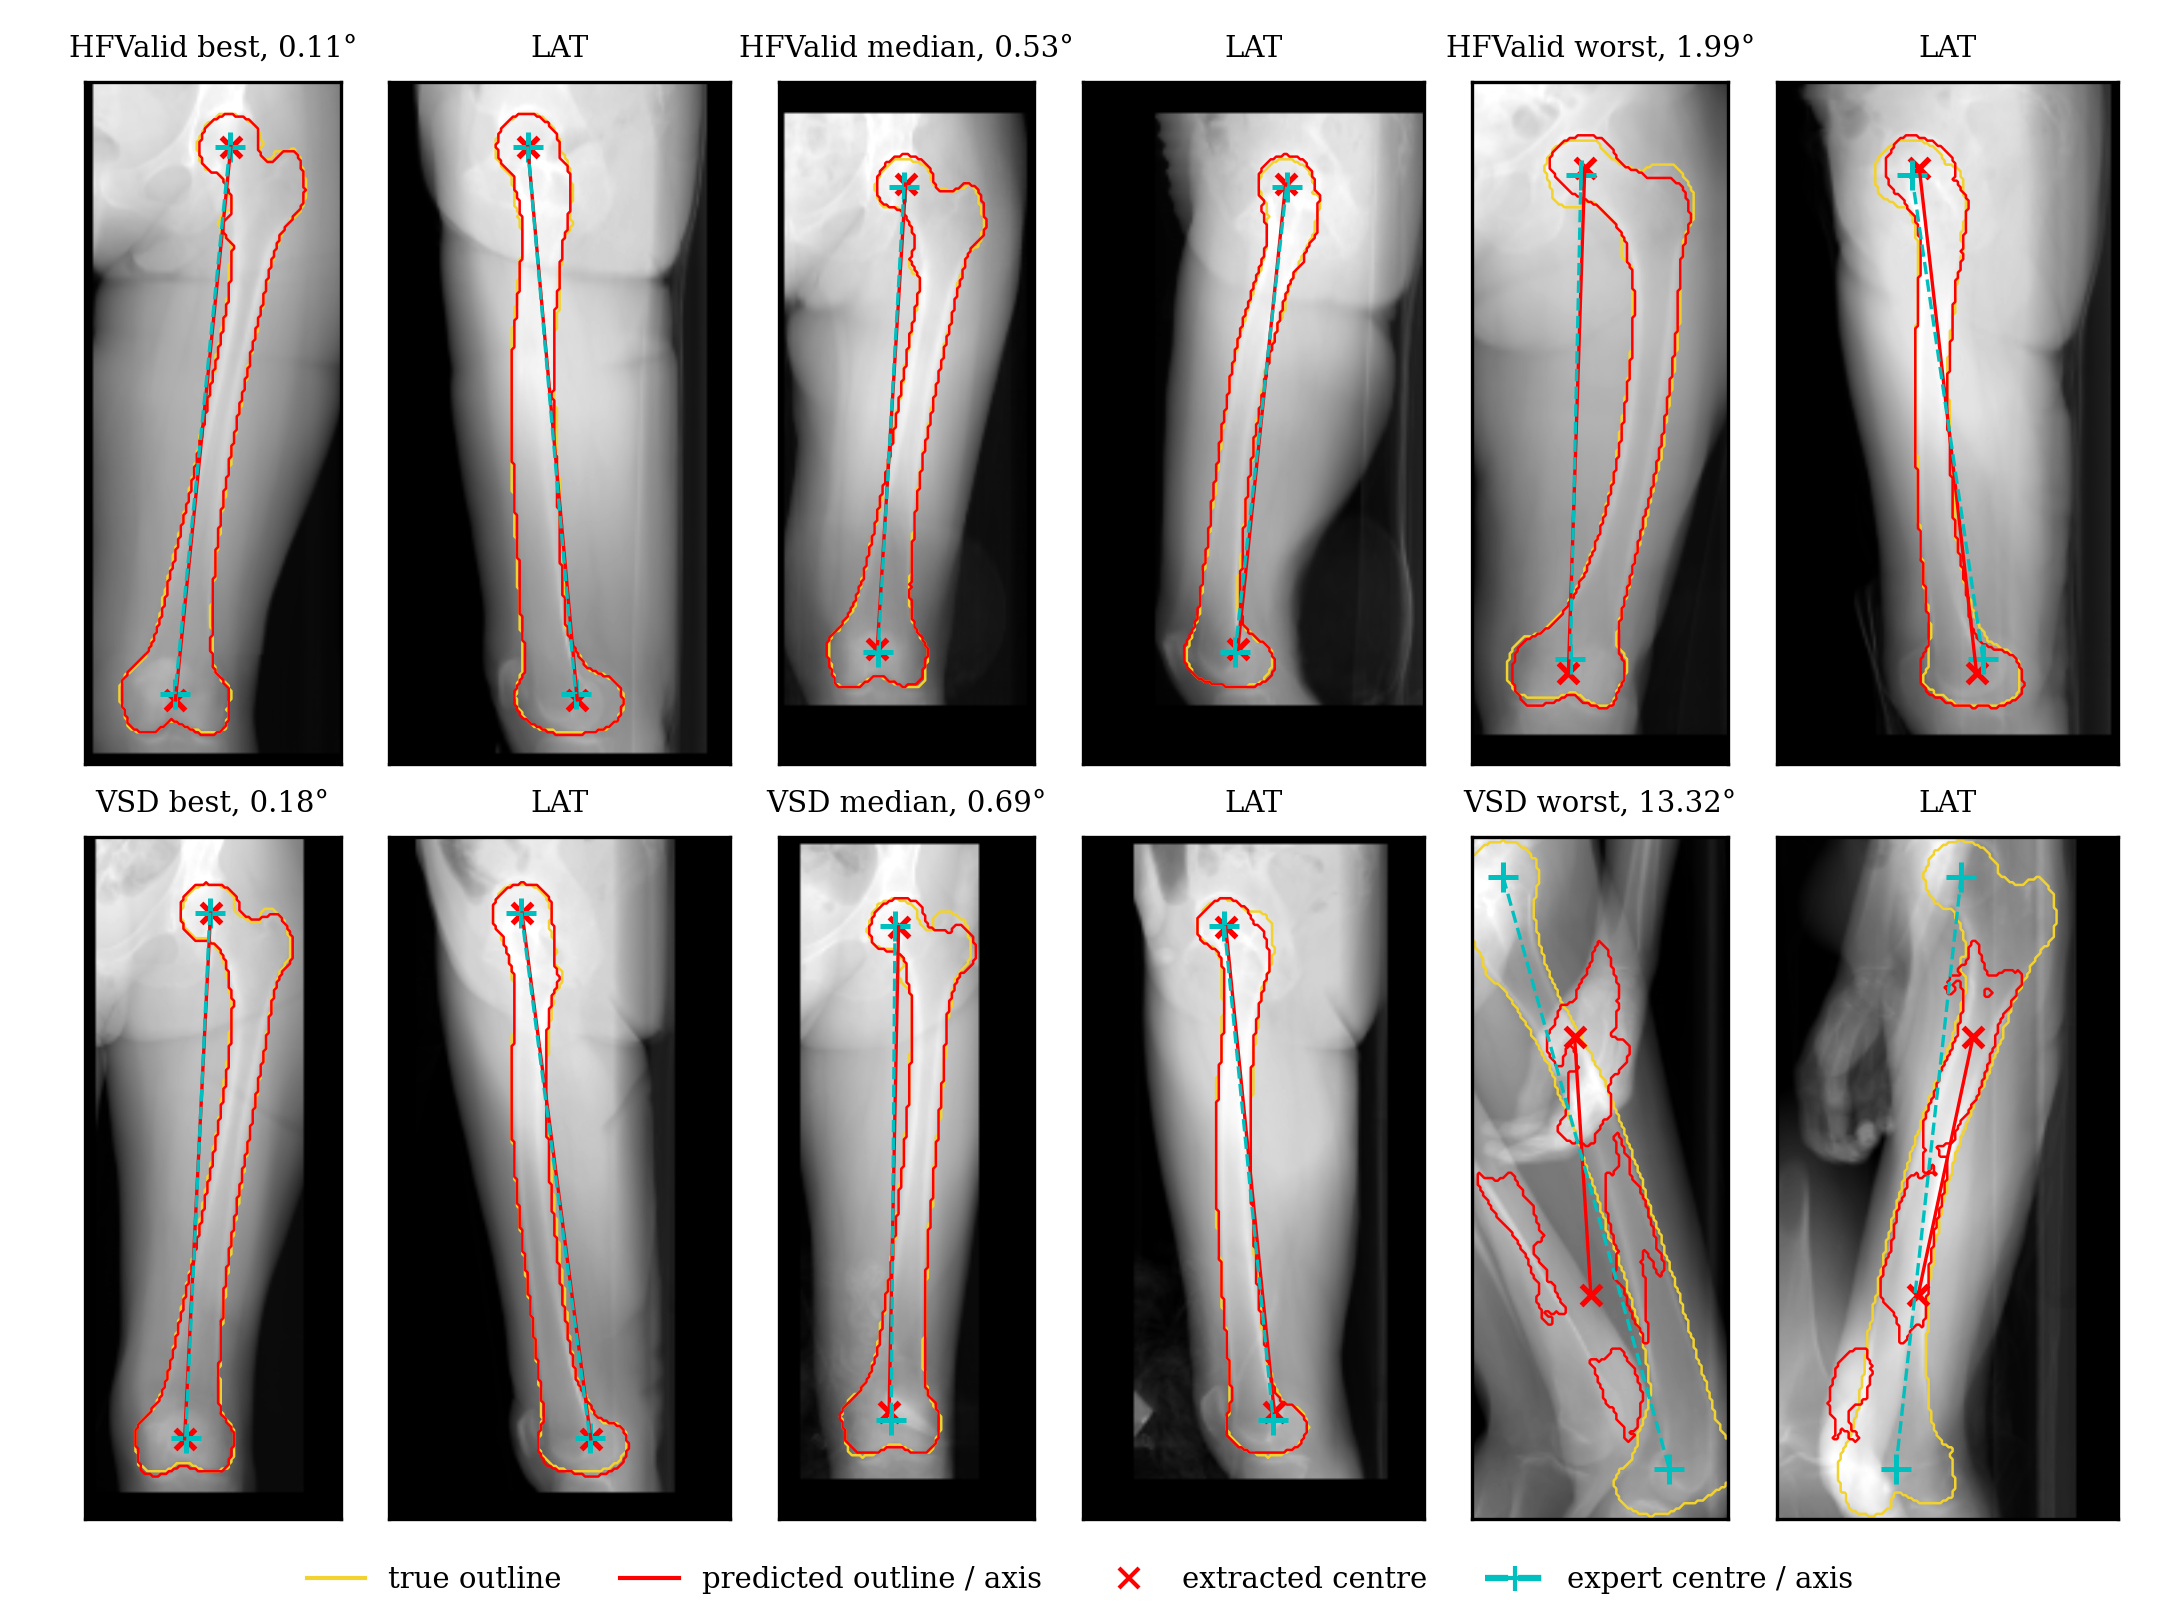 HFValid best, 0.11°
LAT
HFValid median, 0.53°
LAT
HFValid worst, 1.99°
LAT
VSD best, 0.18°
LAT
VSD median, 0.69°
LAT
VSD worst, 13.32°
LAT
true outline
predicted outline / axis
extracted centre
expert centre / axis